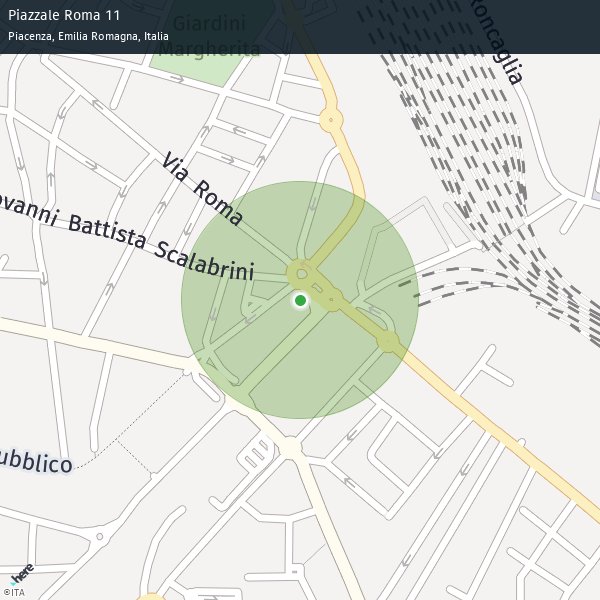 Piazzale Roma 11
Piacenza, Emilia Romagna, Italia
Giardini
Margherita
Roncaglia
Via Roma
ovanni Battista Scalabrini
ubblico
here
©ITA